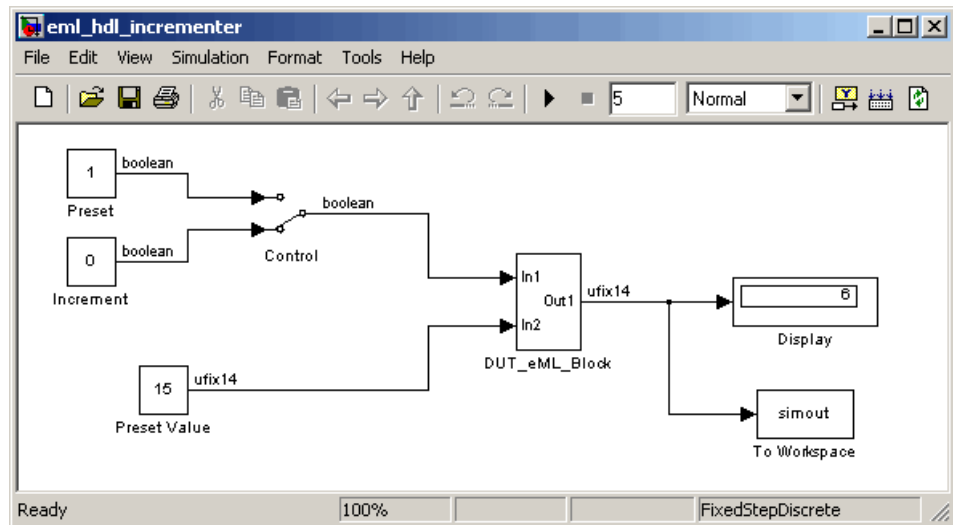 eml_hdl_incrementer
File Edit View Simulation Format Tools Help
5 Normal
1 boolean
Preset
boolean
Control
0 boolean
Increment
In1
Out1 ufix14
In2
DUT_eML_Block
6
Display
15 ufix14
Preset Value
simout
To Workspace
Ready 100% FixedStepDiscrete